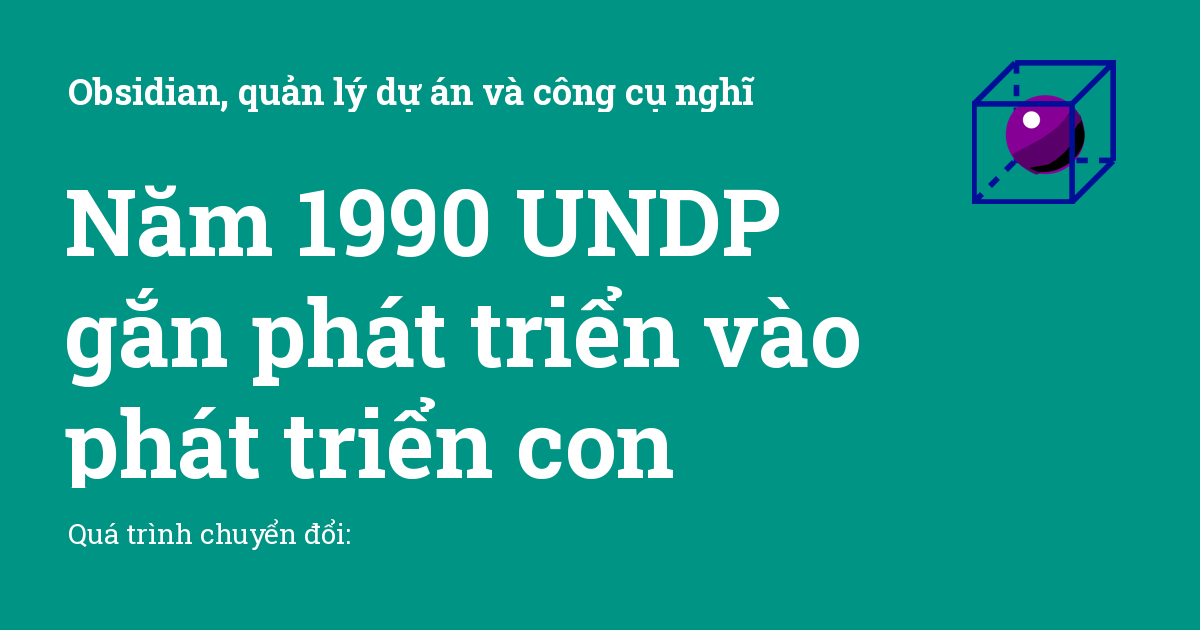 Obsidian, quản lý dự án và công cụ nghĩ
Năm 1990 UNDP
gắn phát triển vào
phát triển con
Quá trình chuyển đổi: